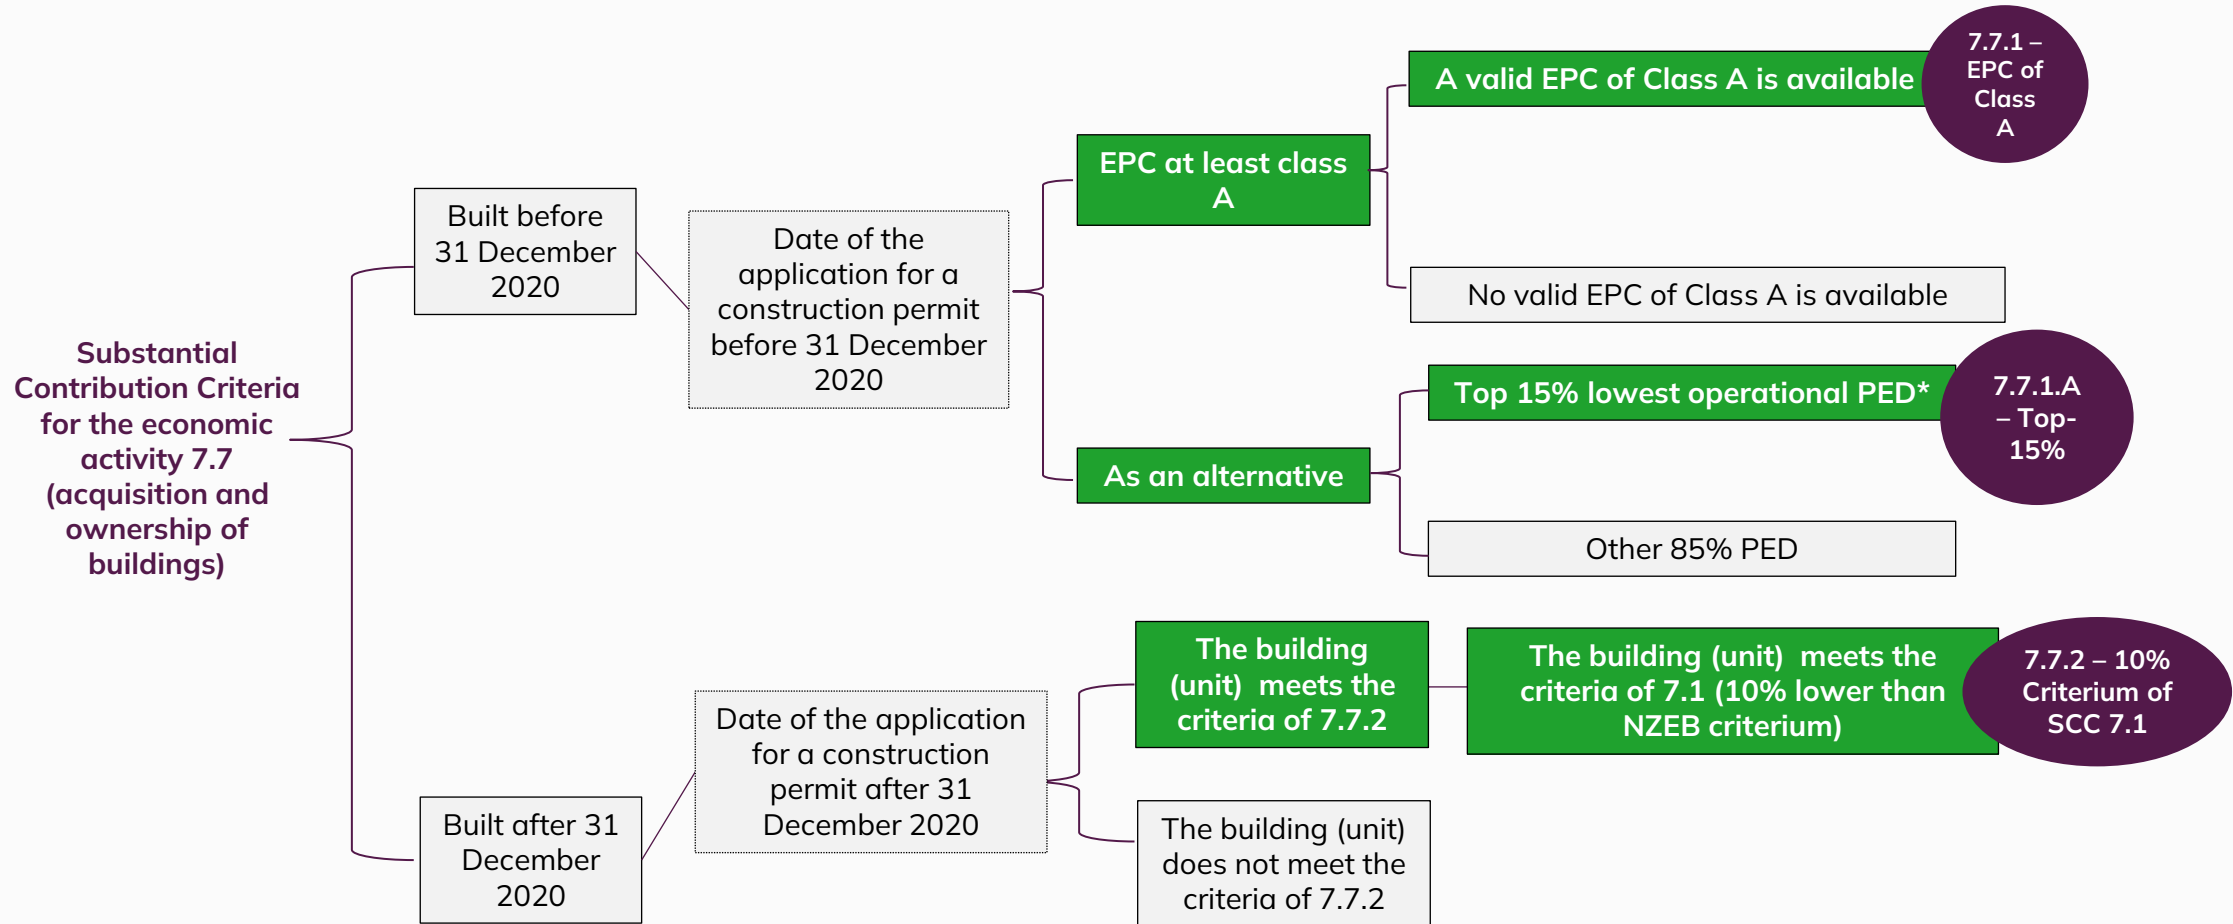 Substantial
Contribution Criteria
for the economic
activity 7.7
(acquisition and
ownership of
buildings)
Built before
31 December
2020
Date of the
application for a
construction permit
before 31 December
2020
EPC at least class
A
A valid EPC of Class A is available
7.7.1 –
EPC of
Class
A
No valid EPC of Class A is available
As an alternative
Top 15% lowest operational PED*
7.7.1.A
– Top-
15%
Other 85% PED
Built after 31
December
2020
Date of the application
for a construction
permit after 31
December 2020
The building
(unit)  meets the
criteria of 7.7.2
The building (unit)  meets the
criteria of 7.1 (10% lower than
NZEB criterium)
7.7.2 – 10%
Criterium of
SCC 7.1
The building (unit)
does not meet the
criteria of 7.7.2